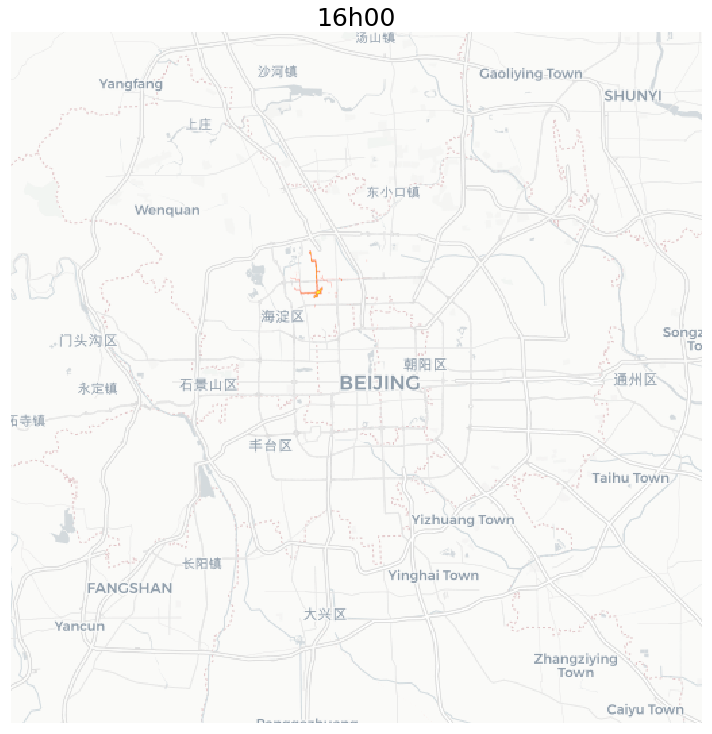 16h00
汤山镇
沙河镇
Gaoliying Town
Yangfang
SHUNYI
上庄
东小口镇
Wenquan
海淀区
Songz
To
门头沟区
朝阳区
BEIJING
石景山区
通州区
永定镇
石寺镇
丰台区
Taihu Town
Yizhuang Town
长阳镇
Yinghai Town
FANGSHAN
大兴区
Yancun
Zhangziying
Town
Caiyu Town